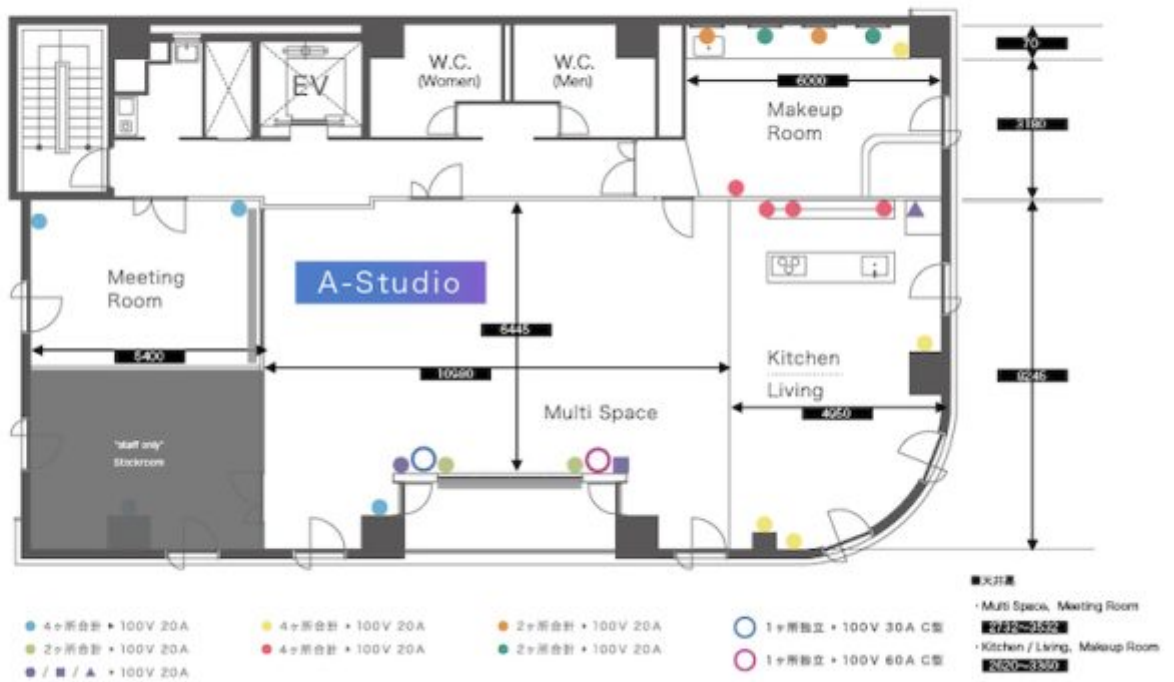 W.C.
(Women)
W.C.
(Men)
EV
70
6000
Makeup
Room
3180
Meeting
Room
A-Studio
6445
5400
10980
Kitchen
Living
9245
4950
Multi Space
"staff only"
Stockroom
■天井高
・Multi Space、Meeting Room
2732~3532
・Kitchen / Living、Makeup Room
2620~3360
4ヶ所合計 ▸ 100V 20A
4ヶ所合計 ▸ 100V 20A
2ヶ所合計 ▸ 100V 20A
1ヶ所独立 ▸ 100V 30A C型
2ヶ所合計 ▸ 100V 20A
4ヶ所合計 ▸ 100V 20A
2ヶ所合計 ▸ 100V 20A
1ヶ所独立 ▸ 100V 60A C型
● / ■ / ▲ ▸ 100V 20A